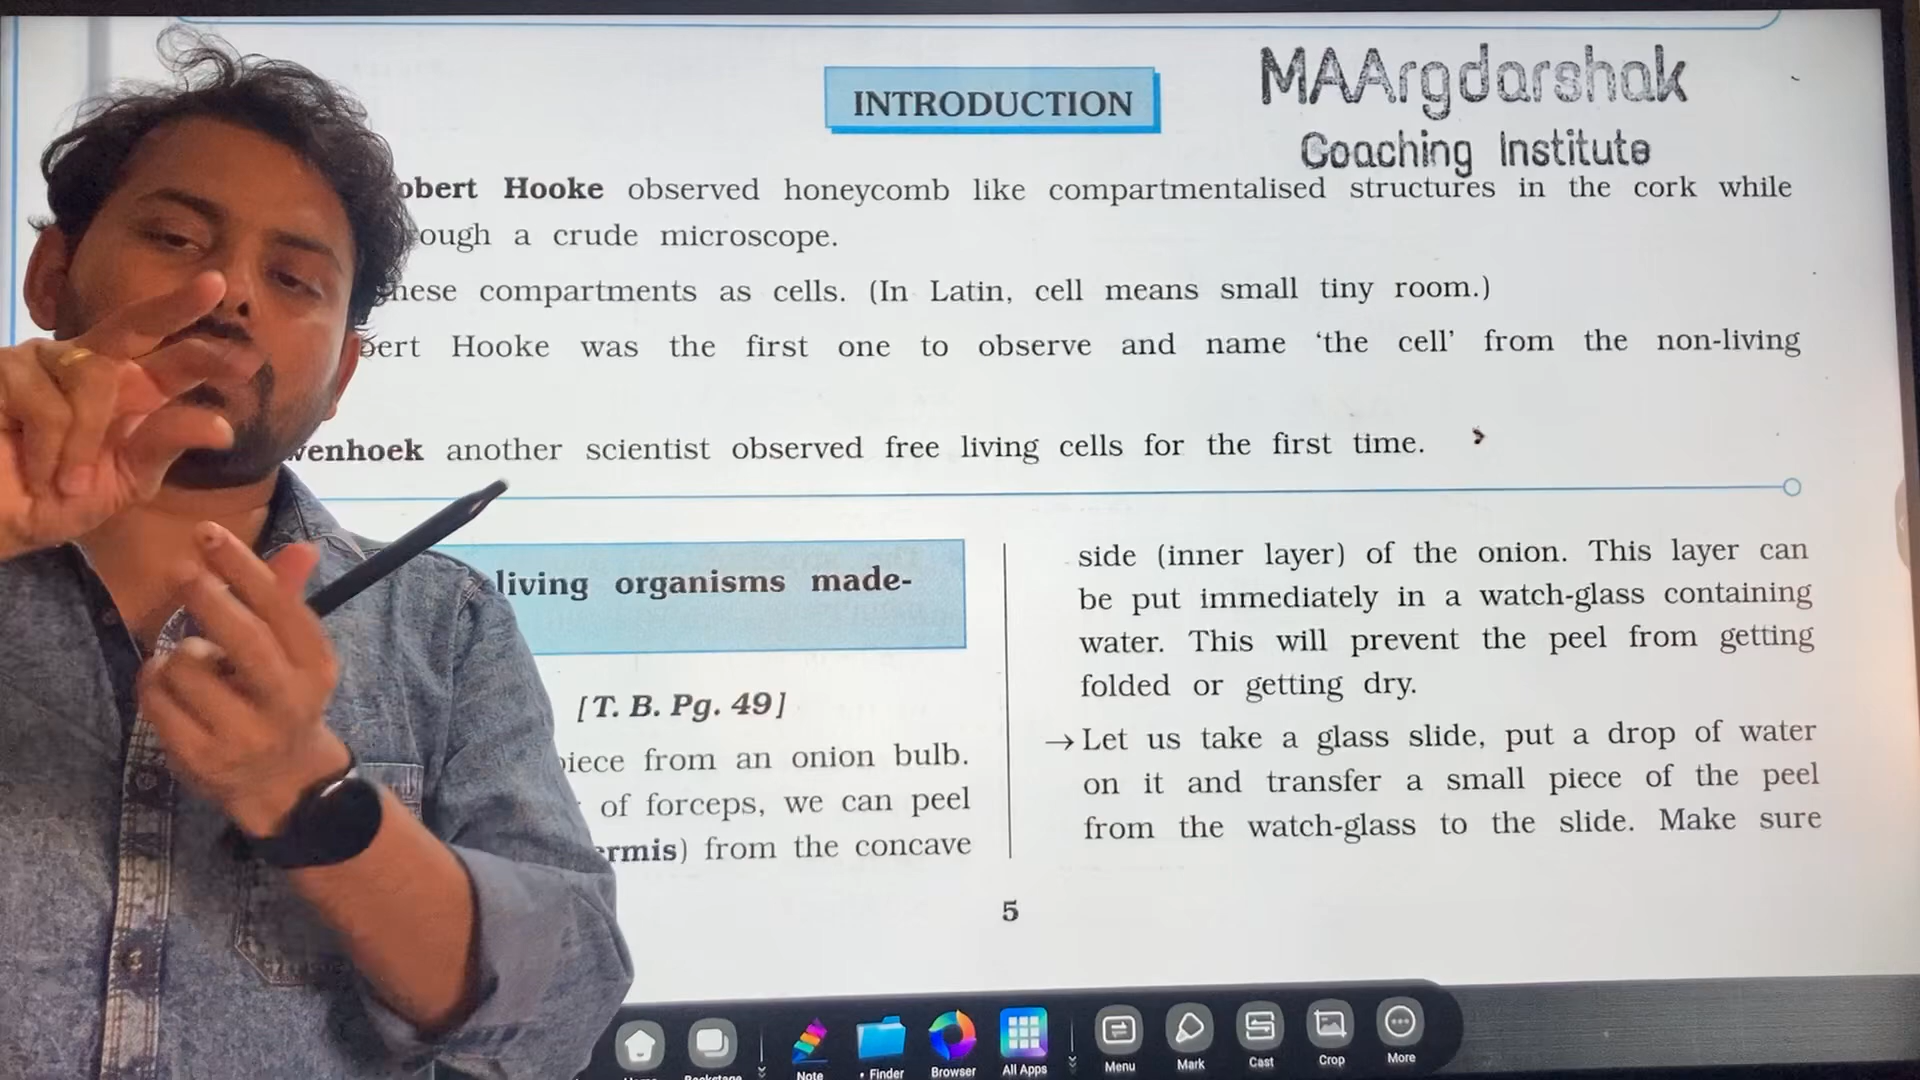 MAArgdarshak
Coaching Institute
INTRODUCTION
obert Hooke observed honeycomb like compartmentalised structures in the cork while
ough a crude microscope.
hese compartments as cells. (In Latin, cell means small tiny room.)
bert Hooke was the first one to observe and name ‘the cell’ from the non-living
wenhoek another scientist observed free living cells for the first time.
living organisms made-
[T. B. Pg. 49]
piece from an onion bulb.
of forceps, we can peel
ermis) from the concave
side (inner layer) of the onion. This layer can
be put immediately in a watch-glass containing
water. This will prevent the peel from getting
folded or getting dry.
→ Let us take a glass slide, put a drop of water
on it and transfer a small piece of the peel
from the watch-glass to the slide. Make sure
5
Note
• Finder
Browser
All Apps
Menu
Mark
Cast
Crop
More